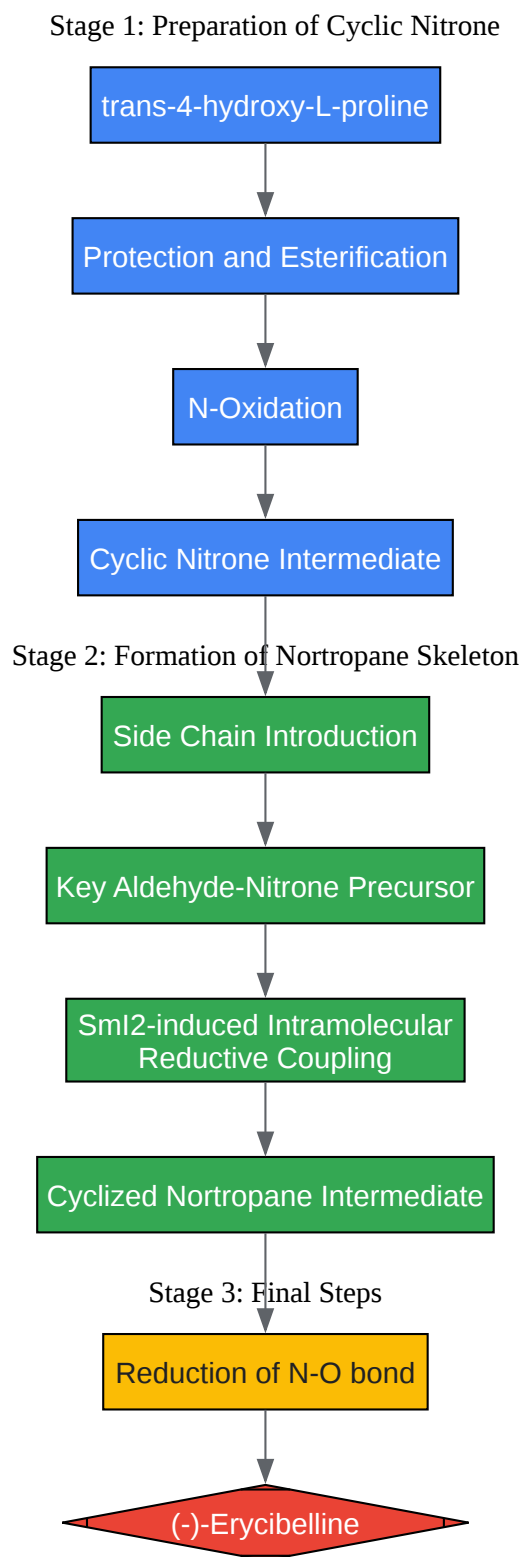 Stage 1: Preparation of Cyclic Nitrone
trans-4-hydroxy-L-proline
Protection and Esterification
N-Oxidation
Cyclic Nitrone Intermediate
Stage 2: Formation of Nortropane Skeleton
Side Chain Introduction
Key Aldehyde-Nitrone Precursor
SmI2-induced Intramolecular
Reductive Coupling
Cyclized Nortropane Intermediate
Stage 3: Final Steps
Reduction of N-O bond
(-)-Erycibelline